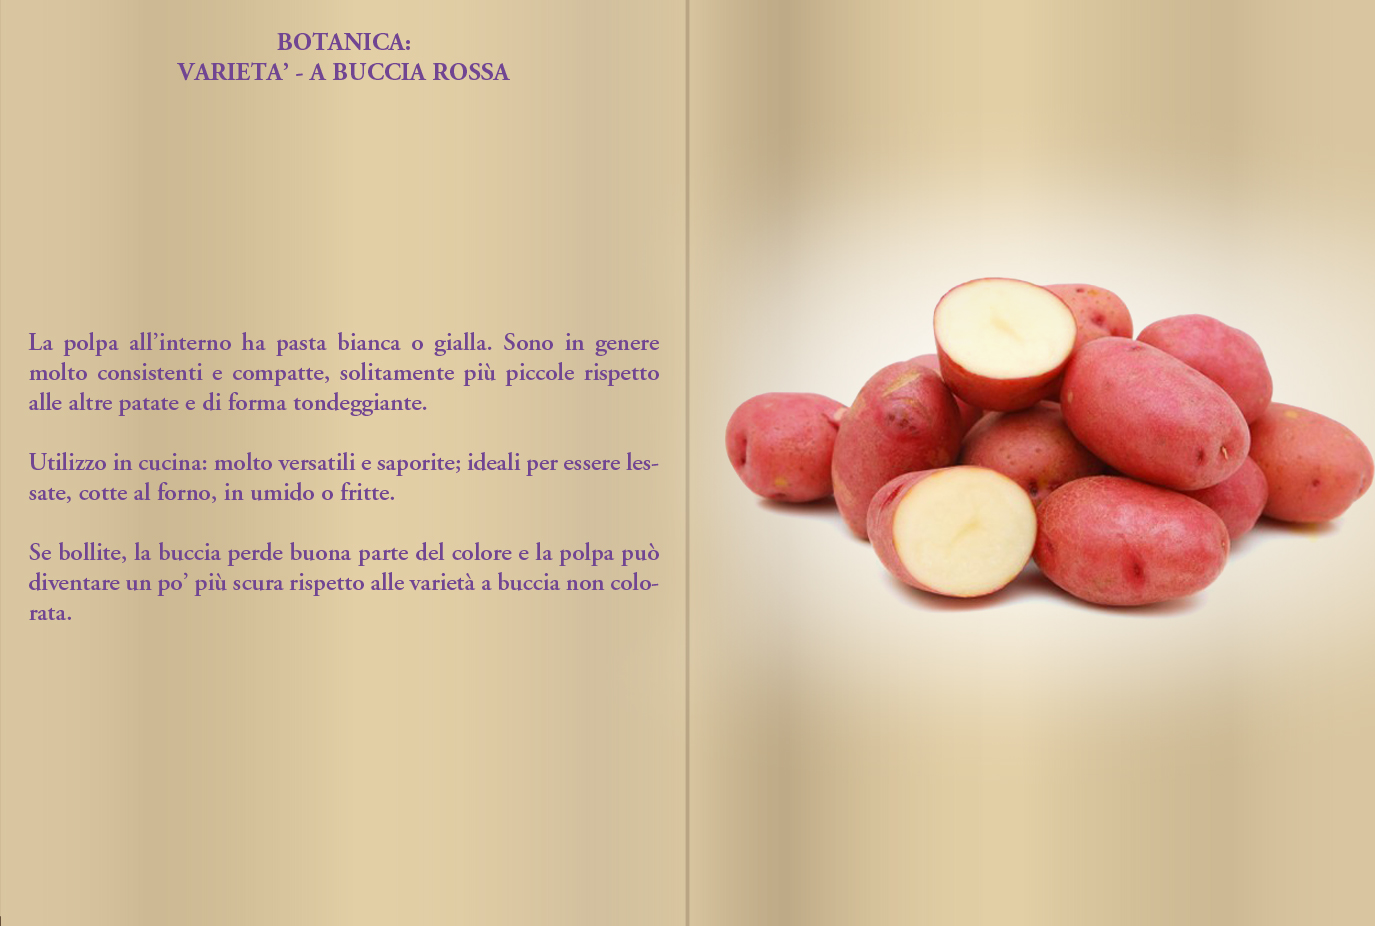 BOTANICA:
VARIETA’ - A BUCCIA ROSSA
La polpa all’interno ha pasta bianca o gialla. Sono in genere
molto consistenti e compatte, solitamente più piccole rispetto
alle altre patate e di forma tondeggiante.
Utilizzo in cucina: molto versatili e saporite; ideali per essere les-
sate, cotte al forno, in umido o fritte.
Se bollite, la buccia perde buona parte del colore e la polpa può
diventare un po’ più scura rispetto alle varietà a buccia non colo-
rata.